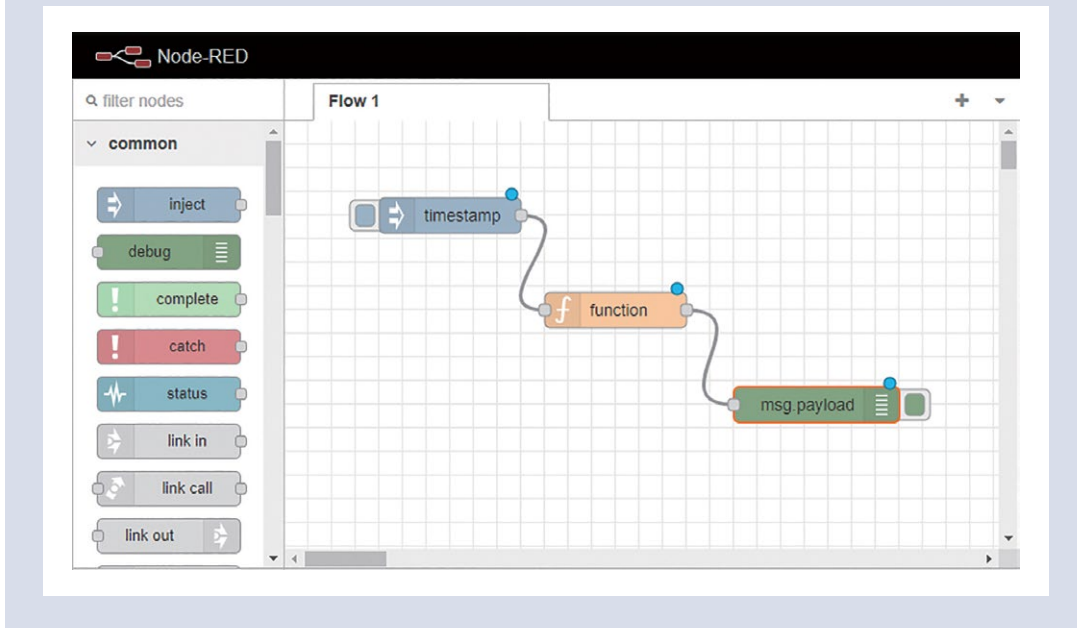 Node-RED
filter nodes
Flow 1
common
inject
debug
complete
catch
status
link in
link call
link out
timestamp
function
msg.payload